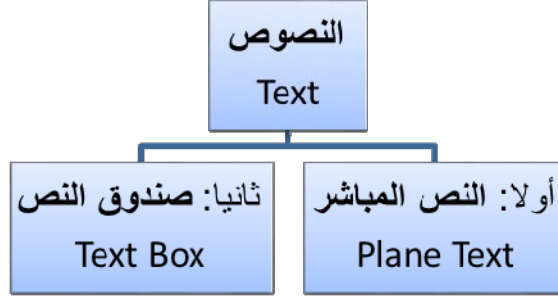 النصوص
Text
أولا: النص المباشر
Plane Text
ثانيا: صندوق النص
Text Box